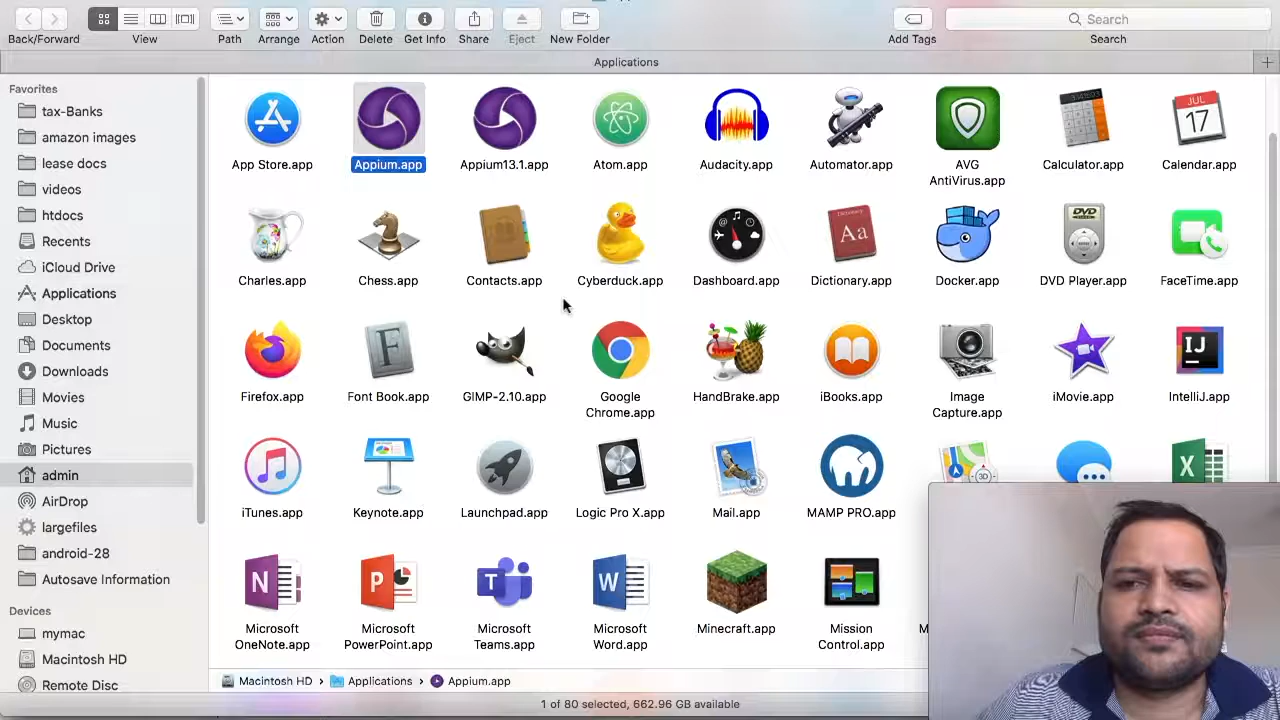 Back/Forward
View
Path
Arrange
Action
Delete
Get Info
Share
Eject
New Folder
Add Tags
Search
Search
Applications
Favorites
tax-Banks
amazon images
lease docs
videos
htdocs
Recents
iCloud Drive
Applications
Desktop
Documents
Downloads
Movies
Music
Pictures
admin
AirDrop
largefiles
android-28
Autosave Information
Devices
mymac
Macintosh HD
Remote Disc
App Store.app
Appium.app
Appium13.1.app
Atom.app
Audacity.app
Automator.app
AVG
AntiVirus.app
Calculator.app
JUL
17
Calendar.app
Charles.app
Chess.app
Contacts.app
Cyberduck.app
Dashboard.app
Dictionary
Aa
Dictionary.app
Docker.app
DVD
DVD Player.app
FaceTime.app
Firefox.app
F
Font Book.app
GIMP-2.10.app
Google
Chrome.app
HandBrake.app
iBooks.app
Image
Capture.app
iMovie.app
IJ
IntelliJ.app
iTunes.app
Keynote.app
Launchpad.app
Logic Pro X.app
Mail.app
MAMP PRO.app
3D
X
N
Microsoft
OneNote.app
P
Microsoft
PowerPoint.app
T
Microsoft
Teams.app
W
Microsoft
Word.app
Minecraft.app
Mission
Control.app
M
Macintosh HD › Applications › Appium.app
1 of 80 selected, 662.96 GB available